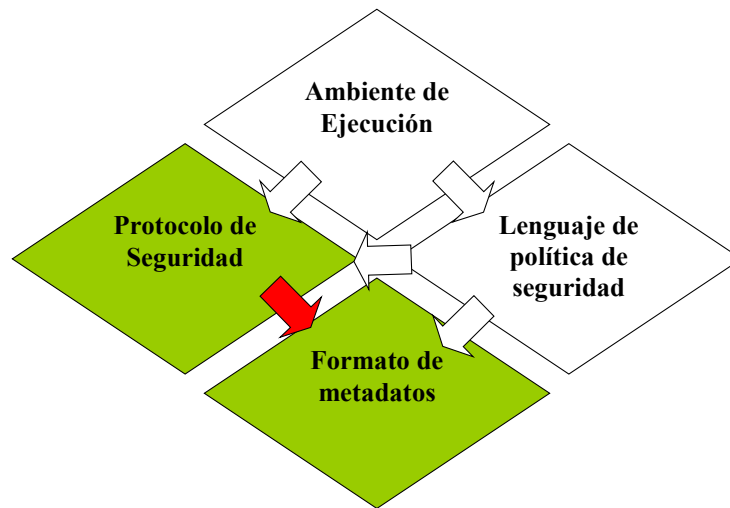 Ambiente de
Ejecución
Protocolo de
Seguridad
Lenguaje de
política de
seguridad
Formato de
metadatos